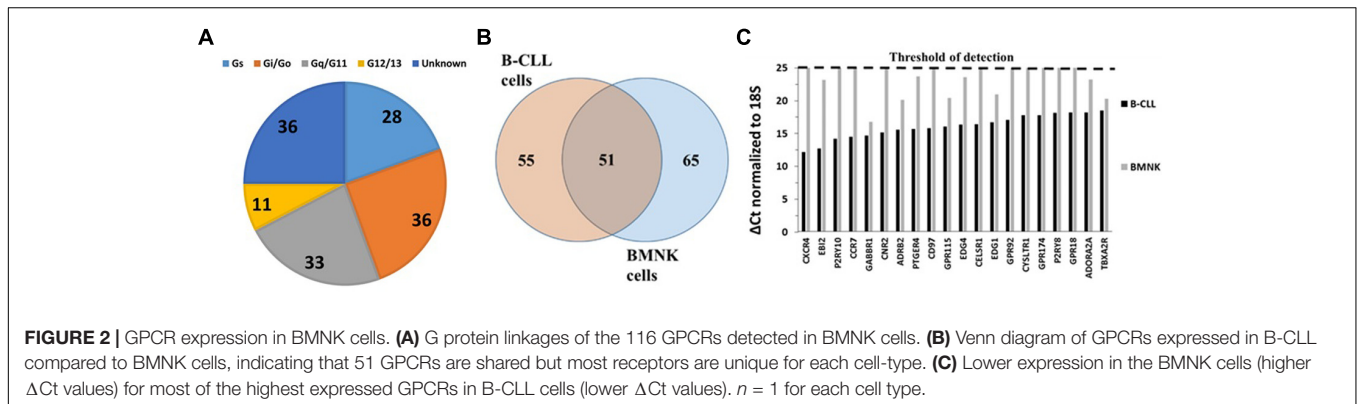 A
Gs Gi/Go Gq/G11 G12/13 Unknown
36
28
11
36
33
B
B-CLL
cells
55
51
65
BMNK
cells
C
Threshold of detection
ΔCt normalized to 18S
25
20
15
10
5
0
B-CLL
BMNK
CXCR4
EBI2
P2RY10
CCR7
GABBR1
CNR2
ADRB2
PTGER4
CD97
GPR115
EDG4
CELSR1
EDG1
GPR92
CYSLTR1
GPR174
P2RY8
GPR18
ADORA2A
TBXA2R
FIGURE 2 | GPCR expression in BMNK cells. (A) G protein linkages of the 116 GPCRs detected in BMNK cells. (B) Venn diagram of GPCRs expressed in B-CLL
compared to BMNK cells, indicating that 51 GPCRs are shared but most receptors are unique for each cell-type. (C) Lower expression in the BMNK cells (higher
ΔCt values) for most of the highest expressed GPCRs in B-CLL cells (lower ΔCt values). n = 1 for each cell type.